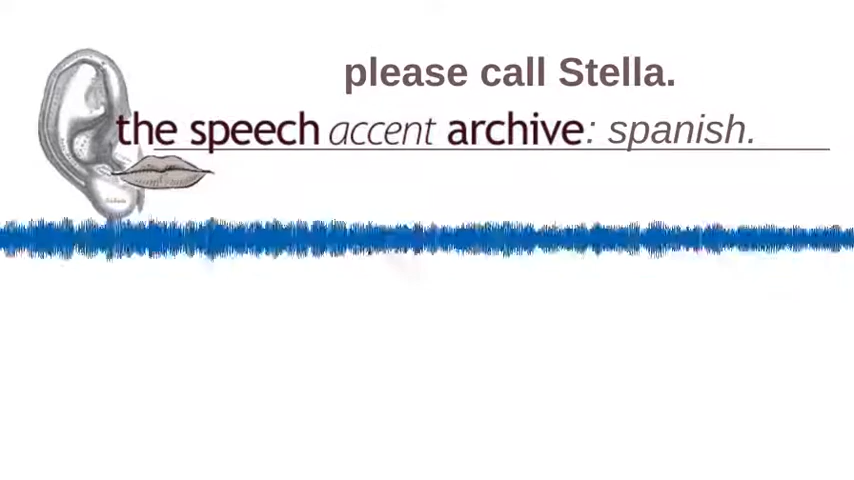 please call Stella.
the speech accent archive: spanish.